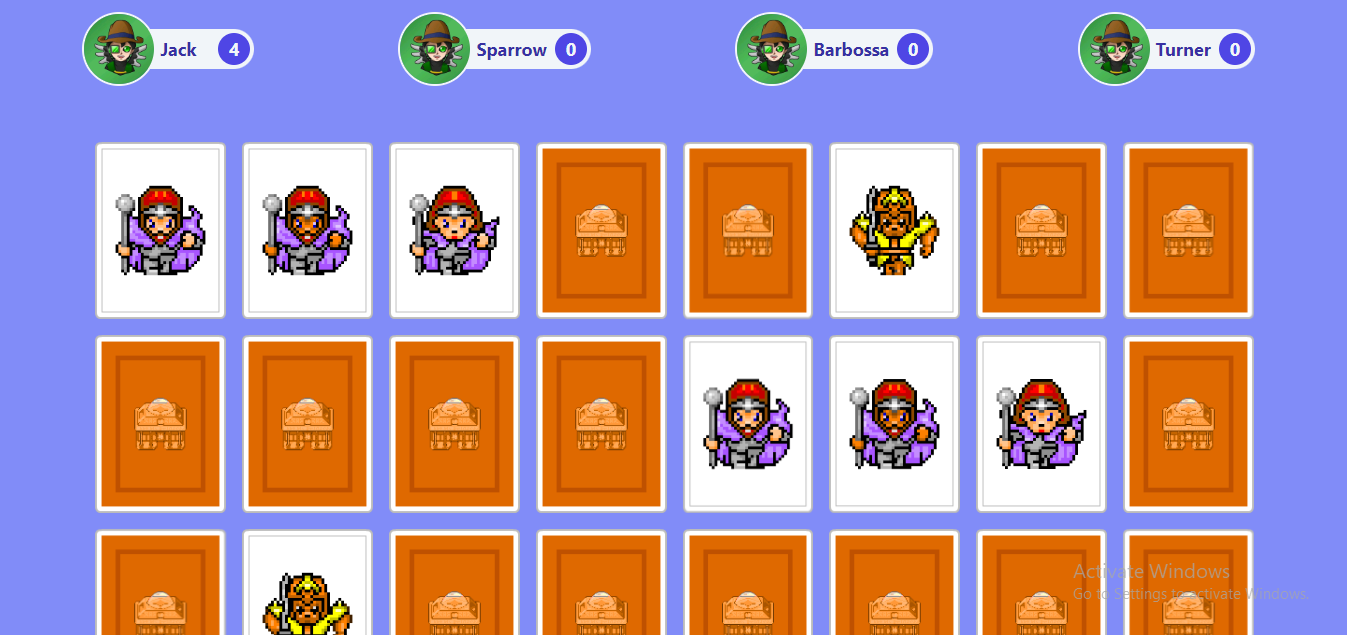 Jack 4 Sparrow 0 Barbossa 0 Turner 0
Activate Windows
Go to Settings to activate Windows.